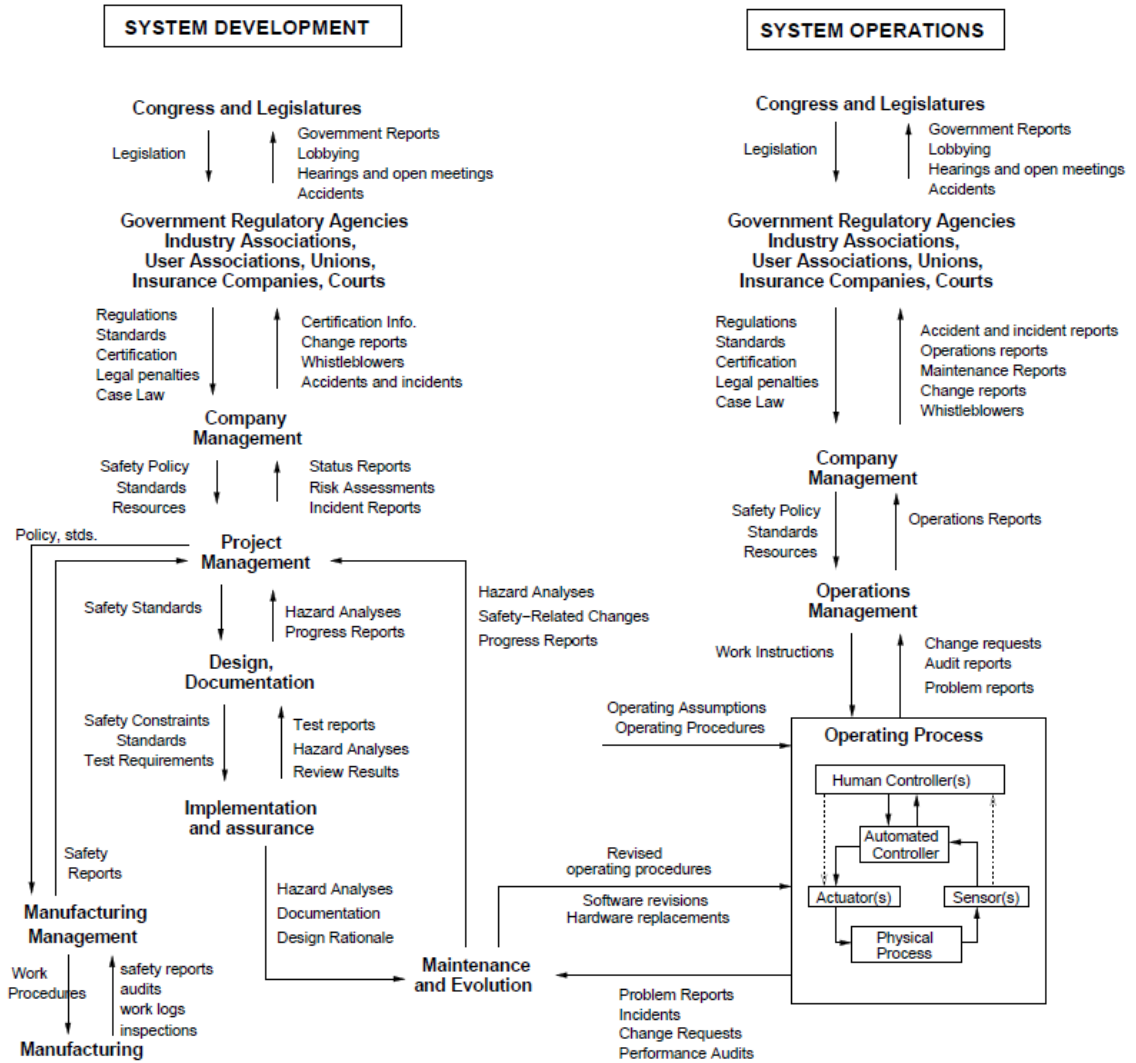 SYSTEM DEVELOPMENT
Congress and Legislatures
Legislation
Government Reports
Lobbying
Hearings and open meetings
Accidents
Government Regulatory Agencies
Industry Associations,
User Associations, Unions,
Insurance Companies, Courts
Regulations
Standards
Certification
Legal penalties
Case Law
Certification Info.
Change reports
Whistleblowers
Accidents and incidents
Company
Management
Safety Policy
Standards
Resources
Status Reports
Risk Assessments
Incident Reports
Policy, stds.
Project
Management
Safety Standards
Hazard Analyses
Progress Reports
Design,
Documentation
Safety Constraints
Standards
Test Requirements
Test reports
Hazard Analyses
Review Results
Implementation
and assurance
Safety
Reports
Hazard Analyses
Documentation
Design Rationale
Manufacturing
Management
Work
Procedures
safety reports
audits
work logs
inspections
Manufacturing
Hazard Analyses
Safety-Related Changes
Progress Reports
Maintenance
and Evolution
SYSTEM OPERATIONS
Congress and Legislatures
Legislation
Government Reports
Lobbying
Hearings and open meetings
Accidents
Government Regulatory Agencies
Industry Associations,
User Associations, Unions,
Insurance Companies, Courts
Regulations
Standards
Certification
Legal penalties
Case Law
Accident and incident reports
Operations reports
Maintenance Reports
Change reports
Whistleblowers
Company
Management
Safety Policy
Standards
Resources
Operations Reports
Operations
Management
Work Instructions
Change requests
Audit reports
Problem reports
Operating Assumptions
Operating Procedures
Operating Process
Human Controller(s)
Automated
Controller
Actuator(s)
Sensor(s)
Physical
Process
Revised
operating procedures
Software revisions
Hardware replacements
Problem Reports
Incidents
Change Requests
Performance Audits